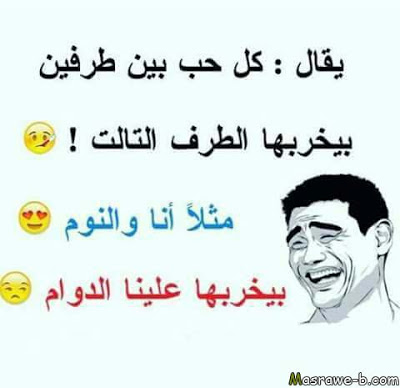 يقال : كل حب بين طرفين
بيخربها الطرف التالت ! 🤒
مثلاً أنا والنوم 😍
بيخربها علينا الدوام 😒
Masrawe-b.com